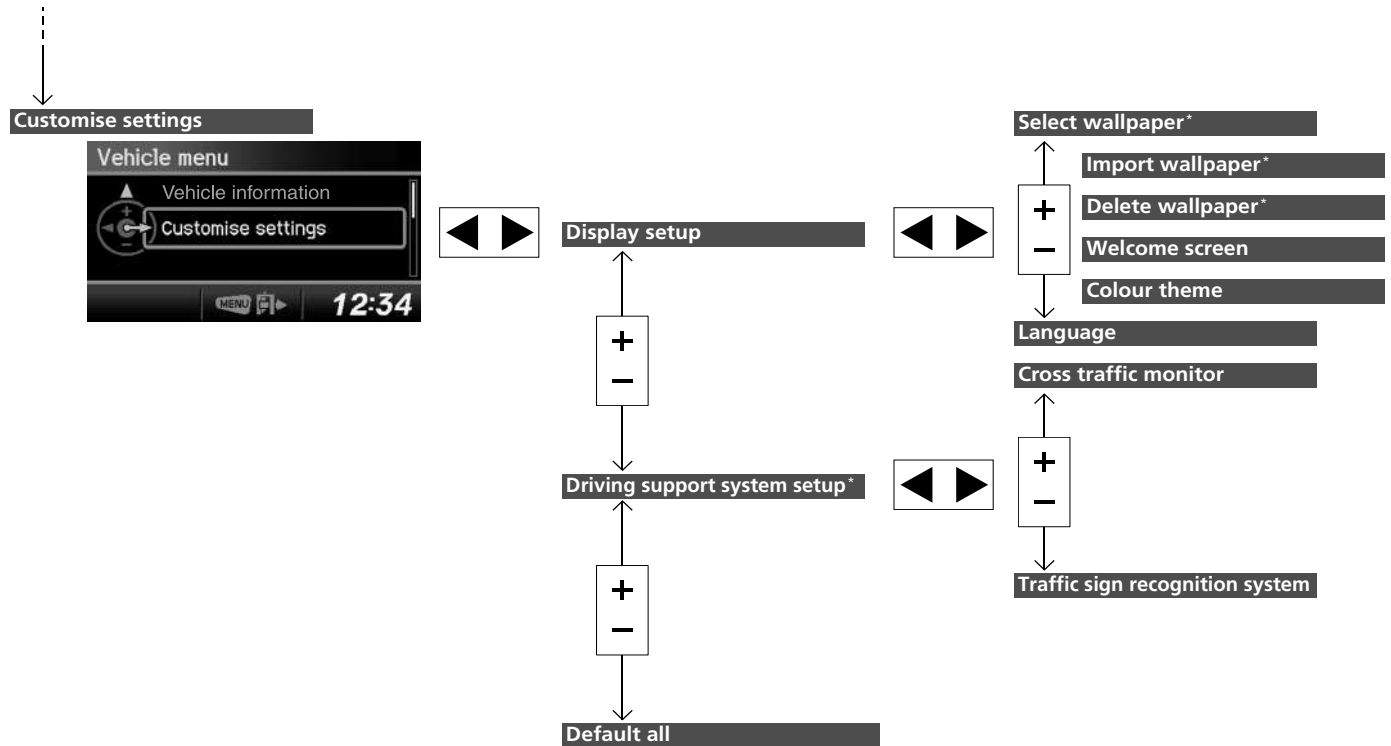 Customise settings
Vehicle menu
Vehicle information
Customise settings
MENU
12:34
Display setup
+
−
Driving support system setup*
+
−
Default all
Select wallpaper*
Import wallpaper*
Delete wallpaper*
Welcome screen
Colour theme
+
−
Language
Cross traffic monitor
+
−
Traffic sign recognition system